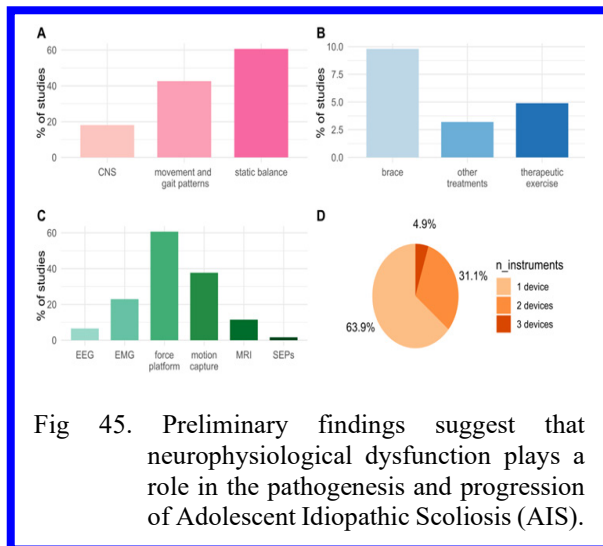 A
% of studies
60
40
20
0
CNS
movement and
gait patterns
static balance
B
% of studies
10.0
7.5
5.0
2.5
0.0
brace
other
treatments
therapeutic
exercise
C
% of studies
60
40
20
0
EEG
EMG
force
platform
motion
capture
MRI
SEPs
D
4.9%
31.1%
63.9%
n_instruments
1 device
2 devices
3 devices
Fig 45. Preliminary findings suggest that
neurophysiological dysfunction plays a
role in the pathogenesis and progression
of Adolescent Idiopathic Scoliosis (AIS).